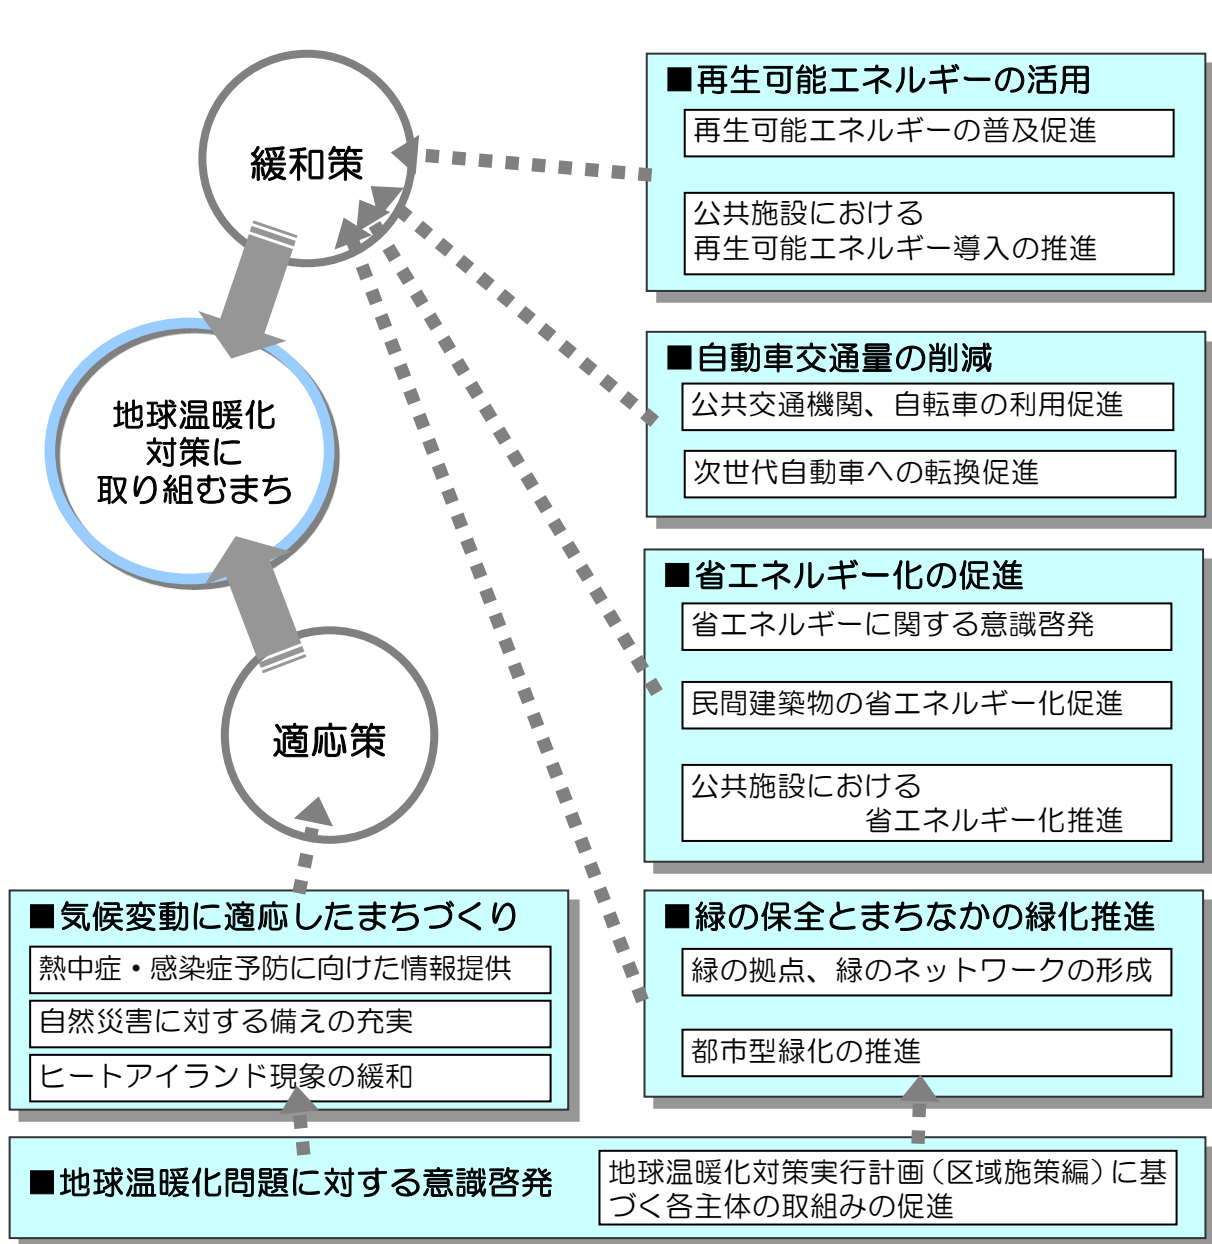 緩和策
地球温暖化
対策に
取り組むまち
適応策
■再生可能エネルギーの活用
再生可能エネルギーの普及促進
公共施設における
再生可能エネルギー導入の推進
■自動車交通量の削減
公共交通機関、自転車の利用促進
次世代自動車への転換促進
■省エネルギー化の促進
省エネルギーに関する意識啓発
民間建築物の省エネルギー化促進
公共施設における
省エネルギー化推進
■気候変動に適応したまちづくり
熱中症・感染症予防に向けた情報提供
自然災害に対する備えの充実
ヒートアイランド現象の緩和
■緑の保全とまちなかの緑化推進
緑の拠点、緑のネットワークの形成
都市型緑化の推進
■地球温暖化問題に対する意識啓発
地球温暖化対策実行計画（区域施策編）に基
づく各主体の取組みの促進